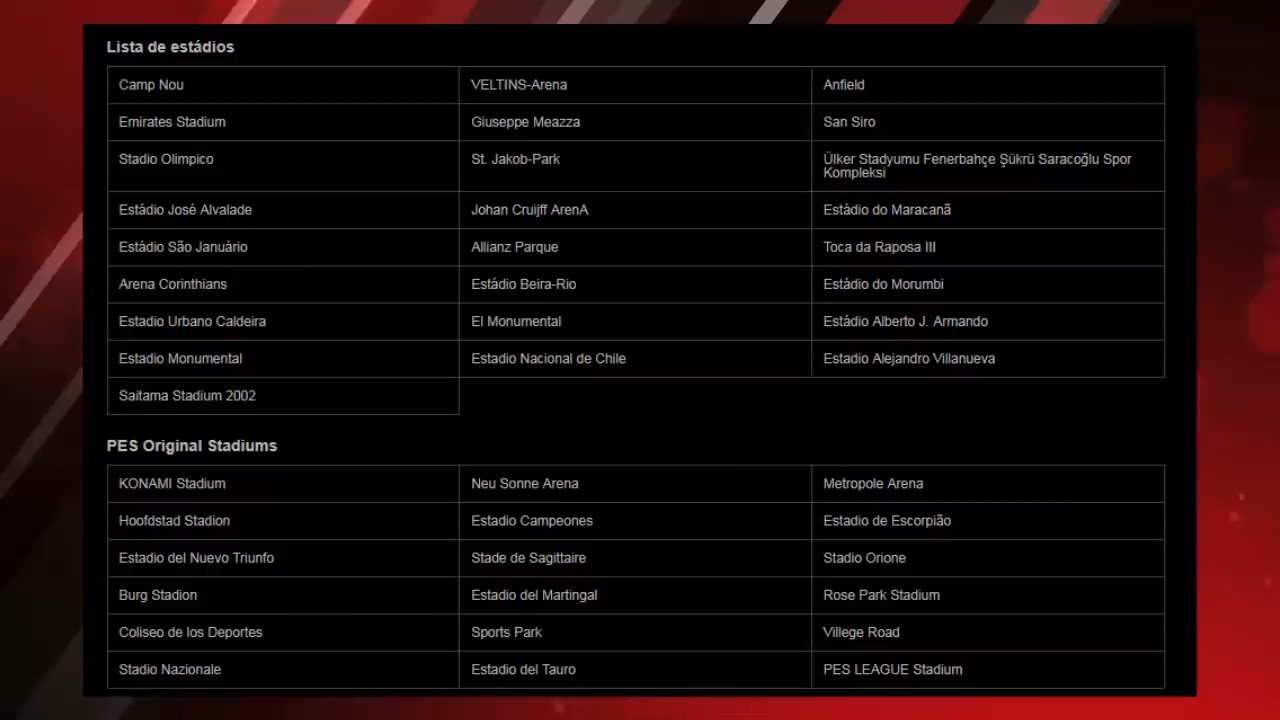 Lista de estádios
Camp Nou
VELTINS-Arena
Anfield
Emirates Stadium
Giuseppe Meazza
San Siro
Stadio Olimpico
St. Jakob-Park
Ülker Stadyumu Fenerbahçe Şükrü Saracoğlu Spor
Kompleksi
Estádio José Alvalade
Johan Cruijff ArenA
Estádio do Maracanã
Estádio São Januário
Allianz Parque
Toca da Raposa III
Arena Corinthians
Estádio Beira-Rio
Estádio do Morumbi
Estadio Urbano Caldeira
El Monumental
Estádio Alberto J. Armando
Estadio Monumental
Estadio Nacional de Chile
Estadio Alejandro Villanueva
Saitama Stadium 2002
PES Original Stadiums
KONAMI Stadium
Neu Sonne Arena
Metropole Arena
Hoofdstad Stadion
Estadio Campeones
Estadio de Escorpião
Estadio del Nuevo Triunfo
Stade de Sagittaire
Stadio Orione
Burg Stadion
Estadio del Martingal
Rose Park Stadium
Coliseo de los Deportes
Sports Park
Villege Road
Stadio Nazionale
Estadio del Tauro
PES LEAGUE Stadium